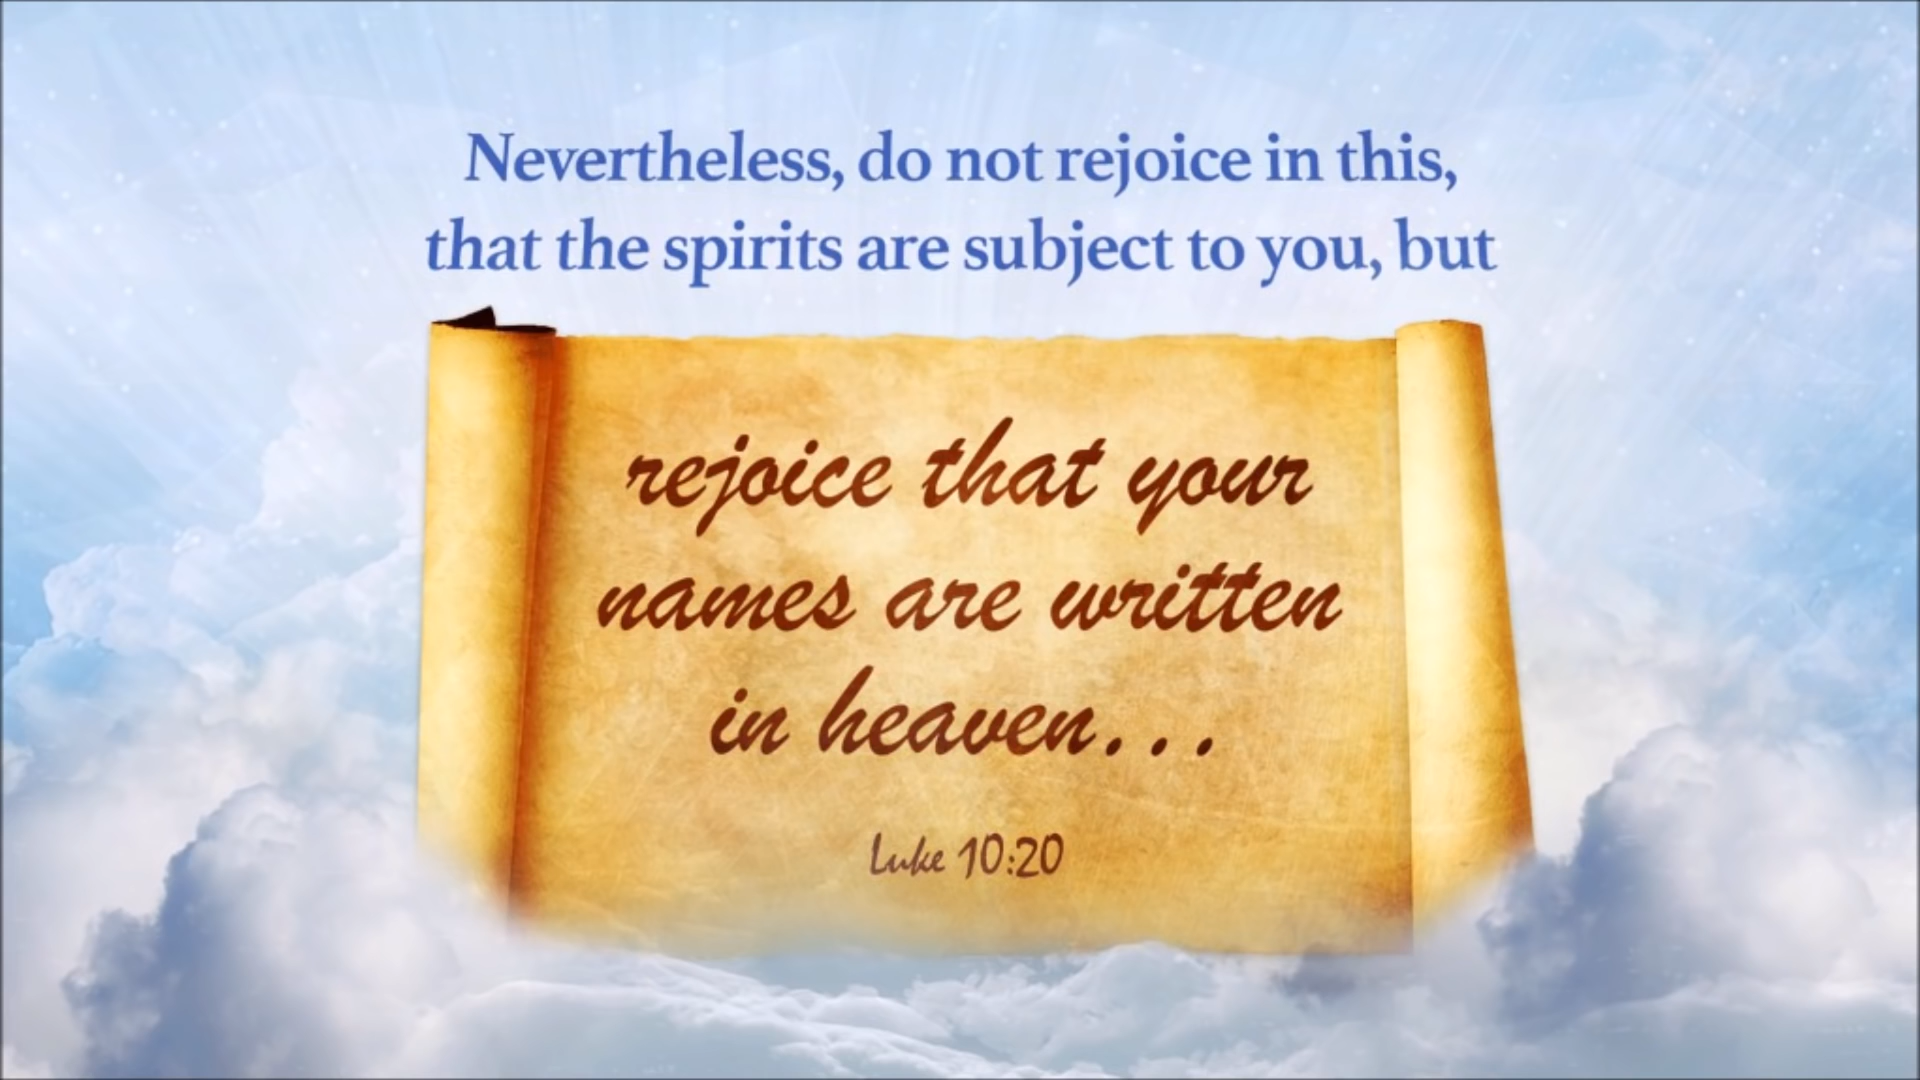 Nevertheless, do not rejoice in this,
that the spirits are subject to you, but
rejoice that your
names are written
in heaven...
Luke 10:20